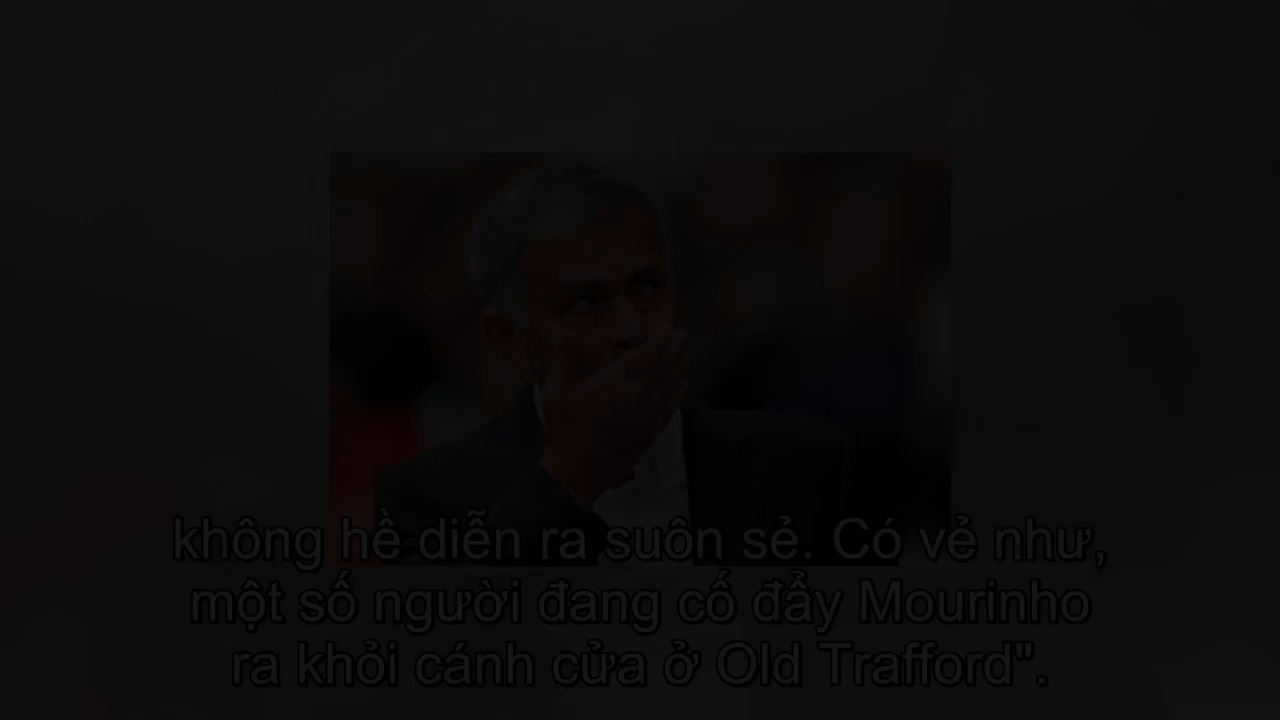 không hề diễn ra suôn sẻ. Có vẻ như,
một số người đang cố đẩy Mourinho
ra khỏi cánh cửa ở Old Trafford".